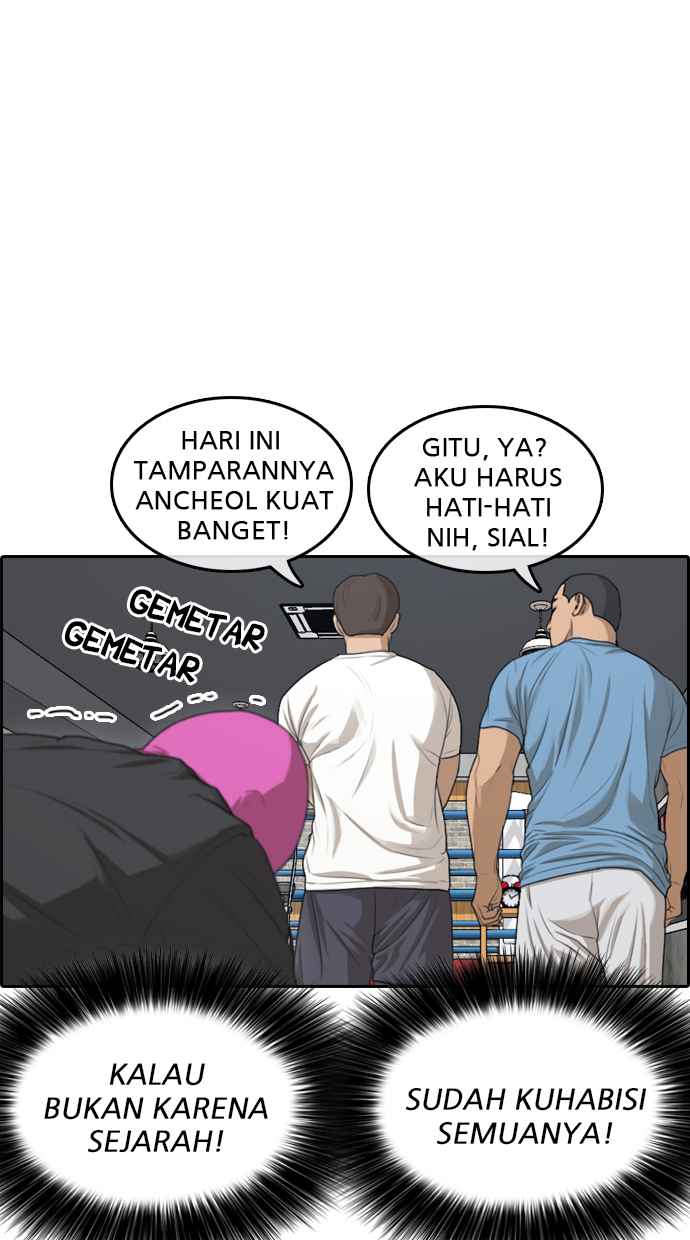 HARI INI
TAMPARANNYA
ANCHEOL KUAT
BANGET!
GITU, YA?
AKU HARUS
HATI-HATI
NIH, SIAL!
GEMETAR
GEMETAR
KALAU
BUKAN KARENA
SEJARAH!
SUDAH KUHABISI
SEMUANYA!